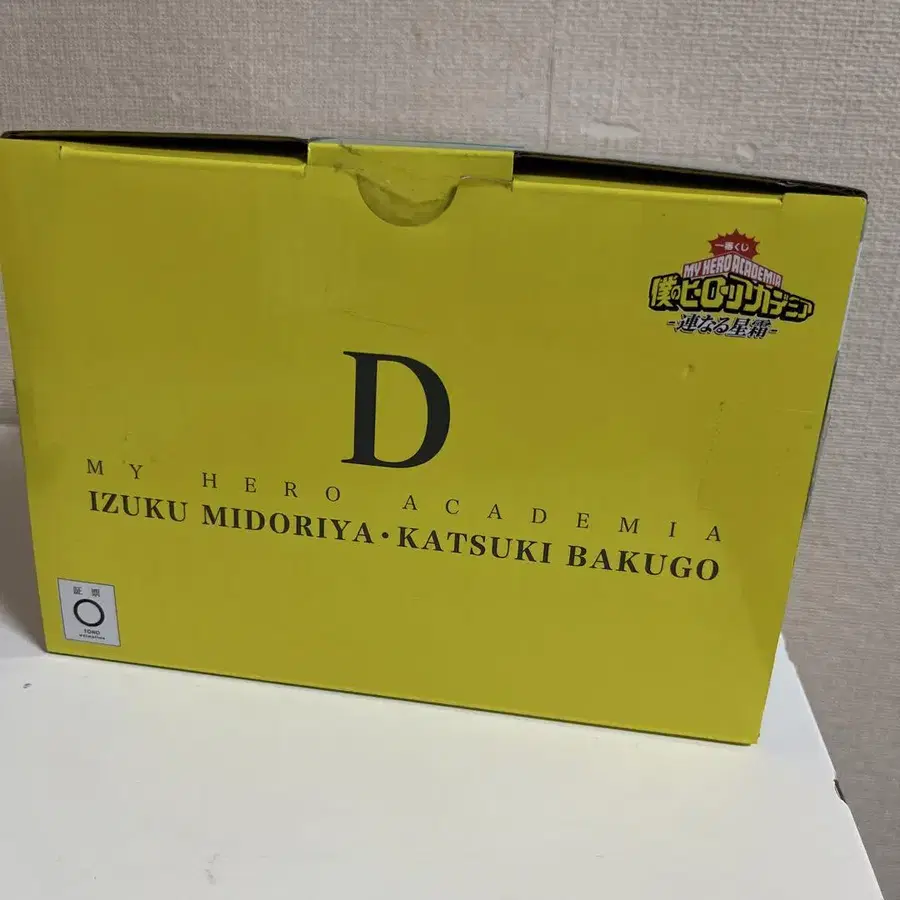 一番くじ
MY HERO ACADEMIA
僕のヒーローアカデミア
-連なる星霜-
D
MY HERO ACADEMIA
IZUKU MIDORIYA・KATSUKI BAKUGO
証票
TOHO
animation